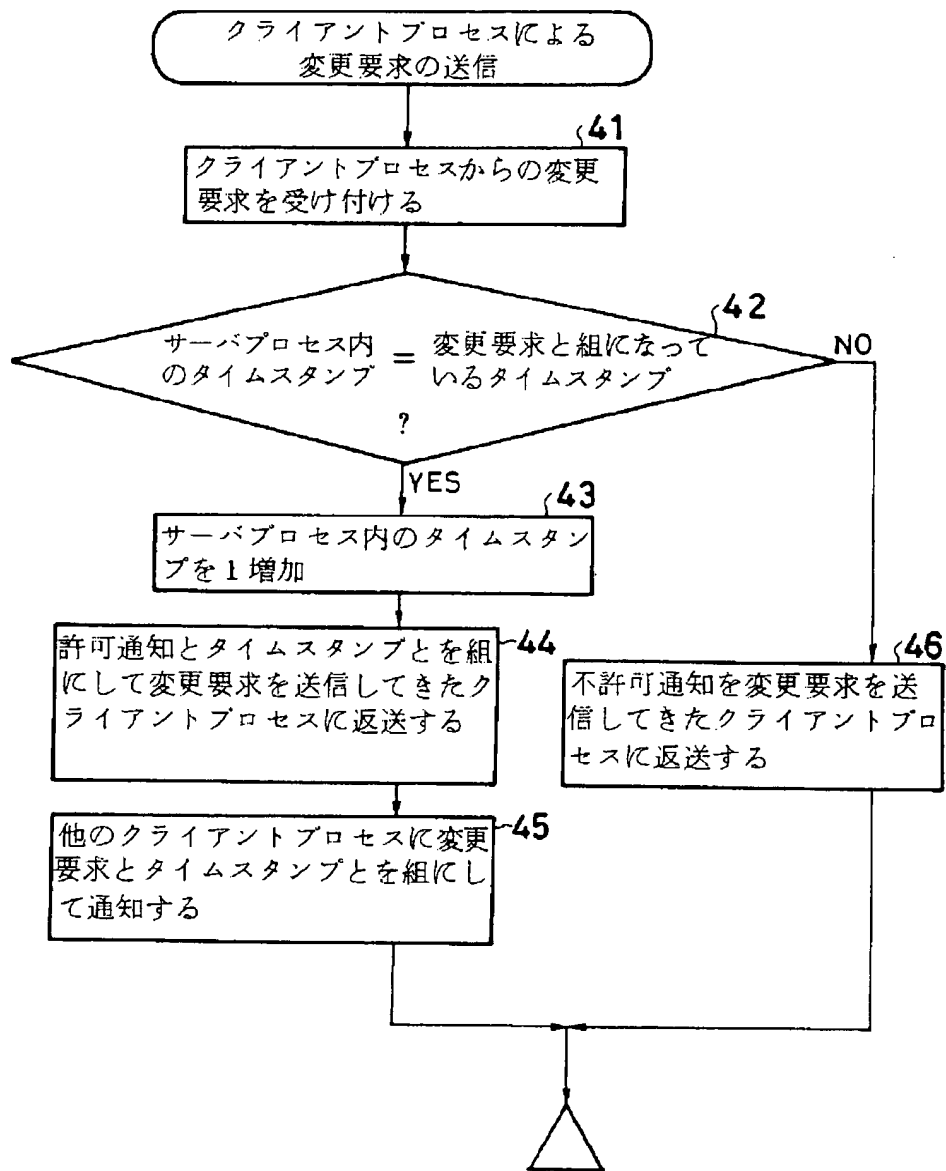 クライアントプロセスによる
変更要求の送信
41
クライアントプロセスからの変更
要求を受け付ける
42
サーバプロセス内
のタイムスタンプ
=
変更要求と組になって
いるタイムスタンプ
?
NO
YES
43
サーバプロセス内のタイムスタン
プを1増加
44
許可通知とタイムスタンプとを組
にして変更要求を送信してきたク
ライアントプロセスに返送する
46
不許可通知を変更要求を送
信してきたクライアントプロ
セスに返送する
45
他のクライアントプロセスに変更
要求とタイムスタンプとを組にし
て通知する